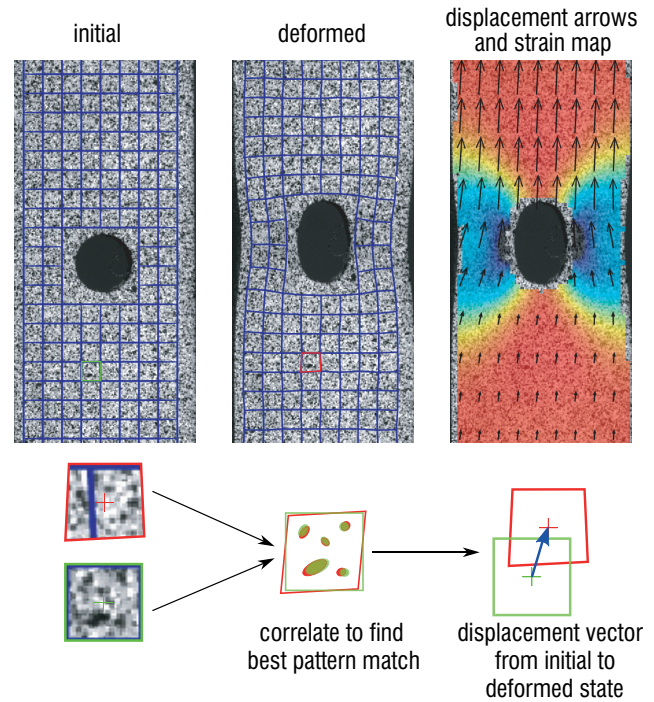 initial
deformed
displacement arrows
and strain map
correlate to find
best pattern match
displacement vector
from initial to
deformed state